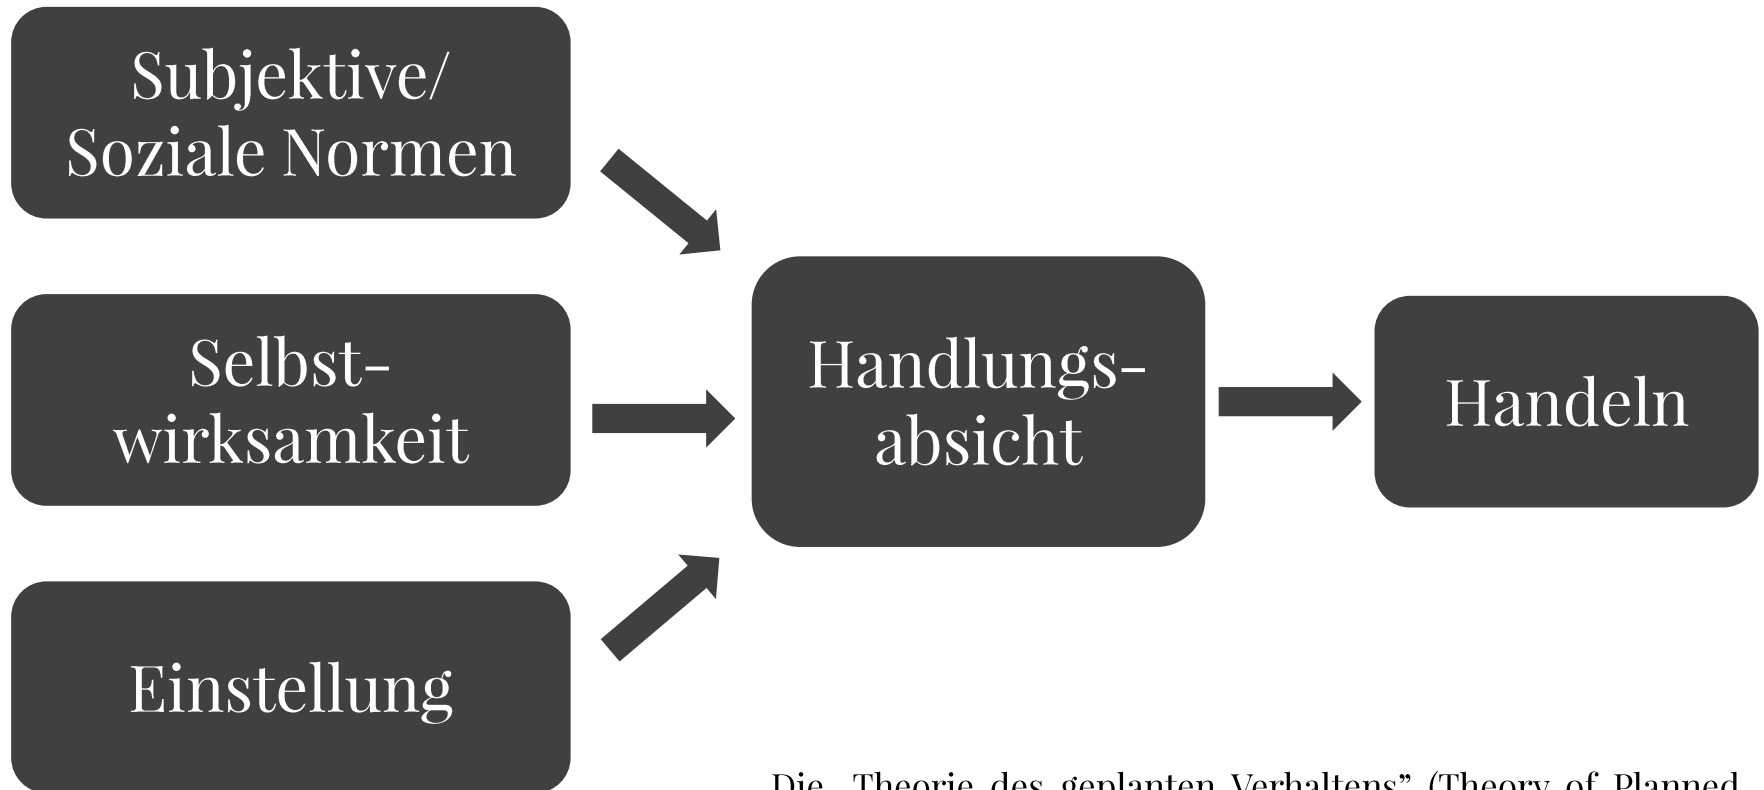 Subjektive/
Soziale Normen
Selbst-
wirksamkeit
Einstellung
Handlungs-
absicht
Handeln
Die „Theorie des geplanten Verhaltens” (Theory of Planned